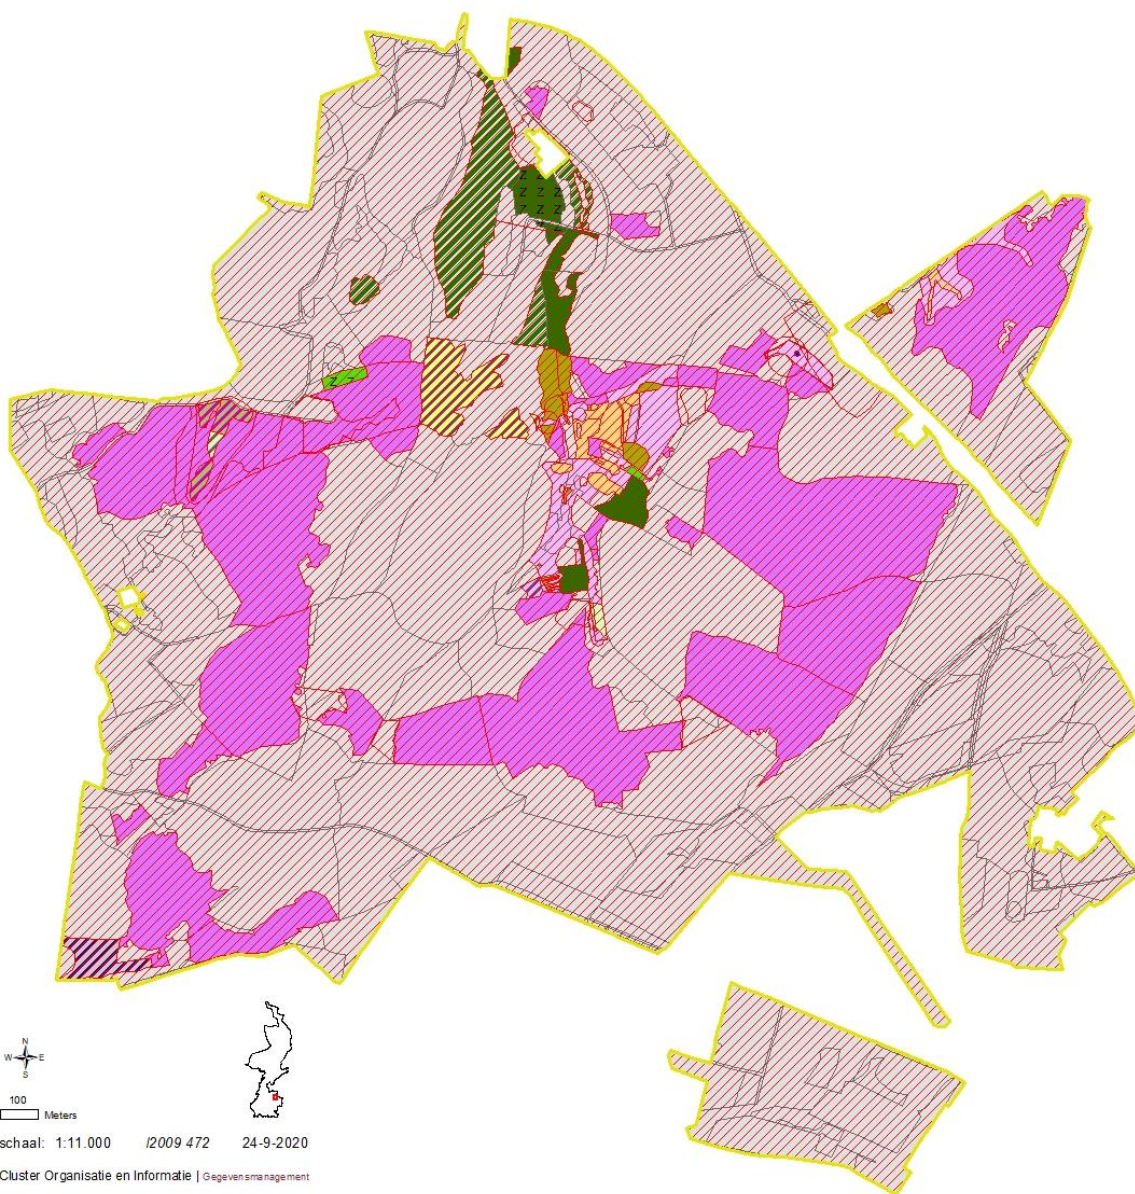 Z Z
Z Z Z
Z Z Z
Z
N
W E
S
100
Meters
schaal: 1:11.000 I2009 472 24-9-2020
Cluster Organisatie en Informatie | Gegevensmanagement